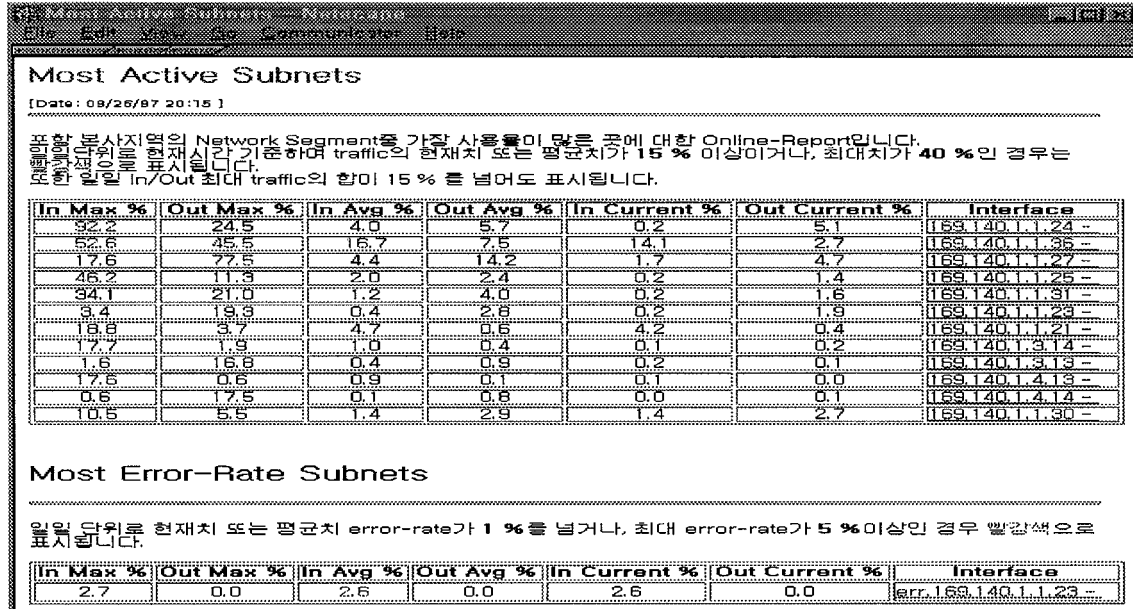 Most Active Subnets - Netscape
File Edit View Go Communicator Help
Most Active Subnets
[Date: 09/26/97 20:15 ]
포항 본사지역의 Network Segment중 가장 사용율이 많은 곳에 대한 Online-Report입니다.
일일단위로 현재시간 기준하여 traffic의 현재치 또는 평균치가 15 % 이상이거나, 최대치가 40 %인 경우는
빨강색으로 표시됩니다.
또한 일일 In/Out 최대 traffic의 합이 15 % 를 넘어도 표시됩니다.
In Max % Out Max % In Avg % Out Avg % In Current % Out Current % Interface
92.2 24.5 4.0 5.7 0.2 5.1 169.140.1.1.24 -
52.6 45.5 16.7 7.5 14.1 2.7 169.140.1.1.36 -
17.6 77.5 4.4 14.2 1.7 4.7 169.140.1.1.27 -
46.2 11.3 2.0 2.4 0.2 1.4 169.140.1.1.25 -
34.1 21.0 1.2 4.0 0.2 1.6 169.140.1.1.31 -
3.4 19.3 0.4 2.8 0.2 1.9 169.140.1.1.23 -
18.8 3.7 4.7 0.6 4.2 0.4 169.140.1.1.21 -
17.7 1.9 1.0 0.4 0.1 0.2 169.140.1.3.14 -
1.6 16.8 0.4 0.9 0.2 0.1 169.140.1.3.13 -
17.6 0.6 0.9 0.1 0.1 0.0 169.140.1.4.13 -
0.6 17.5 0.1 0.8 0.0 0.1 169.140.1.4.14 -
10.5 5.5 1.4 2.9 1.4 2.7 169.140.1.1.30 -
Most Error-Rate Subnets
일일 단위로 현재치 또는 평균치 error-rate가 1 %를 넘거나, 최대 error-rate가 5 %이상인 경우 빨강색으로
표시됩니다.
In Max % Out Max % In Avg % Out Avg % In Current % Out Current % Interface
2.7 0.0 2.6 0.0 2.6 0.0 err.169.140.1.1.23 -